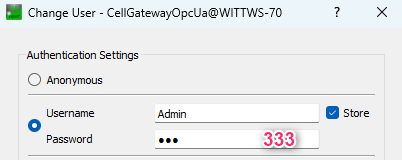 Change User - CellGatewayOpcUa@WITTWS-70
Authentication Settings
Anonymous
Username Admin Store
Password ●●● 333